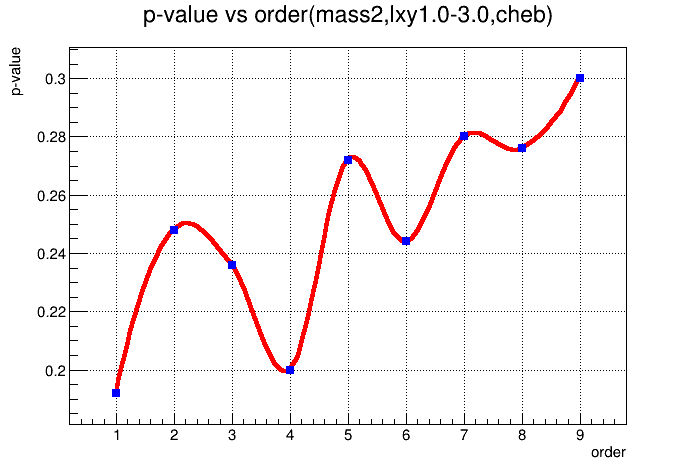 p-value vs order(mass2,lxy1.0-3.0,cheb)
p-value
0.3
0.28
0.26
0.24
0.22
0.2
1 2 3 4 5 6 7 8 9
order